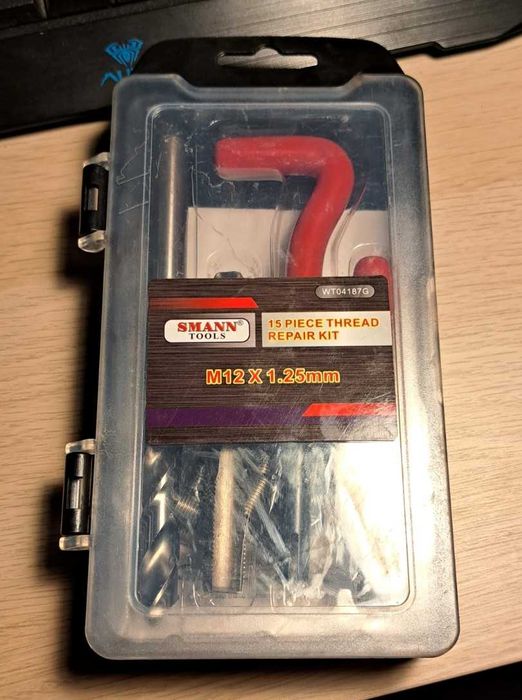 WT04187G
SMANN®
TOOLS
15 PIECE THREAD
REPAIR KIT
M12 X 1.25mm